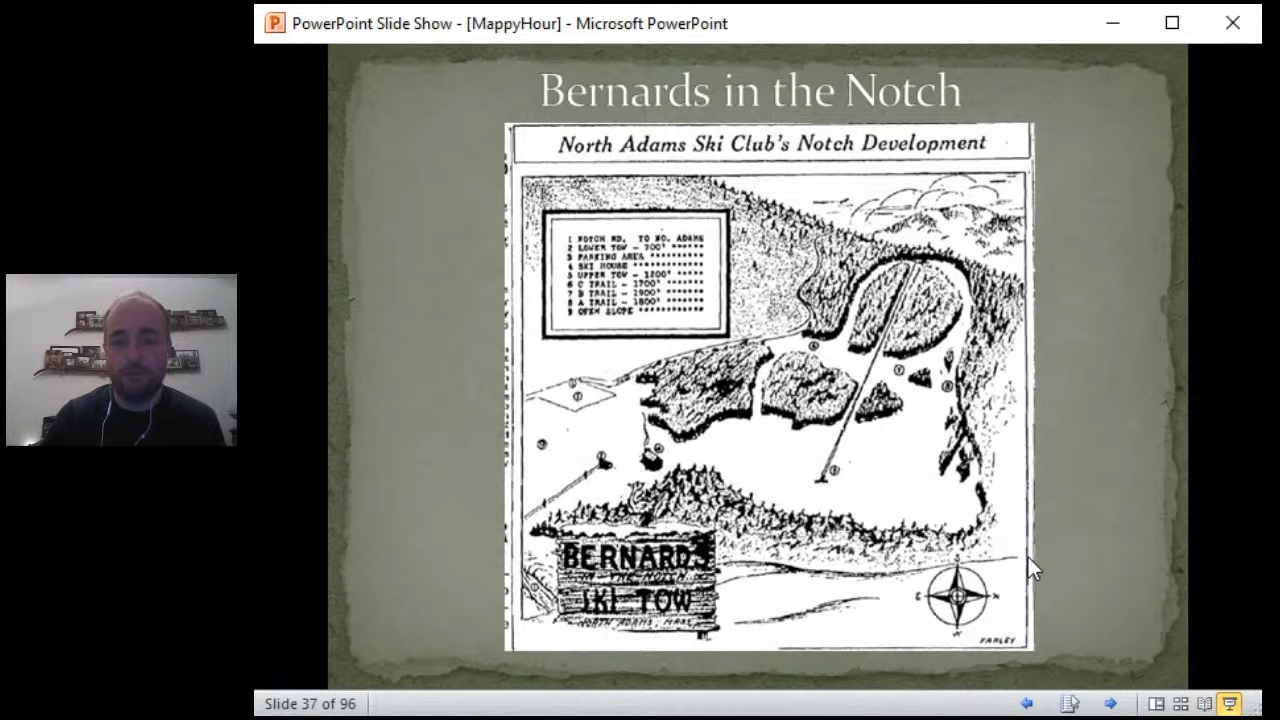 PowerPoint Slide Show - [MappyHour] - Microsoft PowerPoint
Bernards in the Notch
North Adams Ski Club's Notch Development
1 NOTCH RD. TO NO. ADAMS
2 LOWER TOW - 700' ******
3 PARKING AREA **********
4 SKI HOUSE *************
5 UPPER TOW - 1200' *****
6 C TRAIL - 1700' *******
7 B TRAIL - 1900' *******
8 A TRAIL - 1800' *******
9 OPEN SLOPE ************
BERNARDS
IN THE NOTCH
SKI TOW
NORTH ADAMS, MASS.
FARLEY
Slide 37 of 96